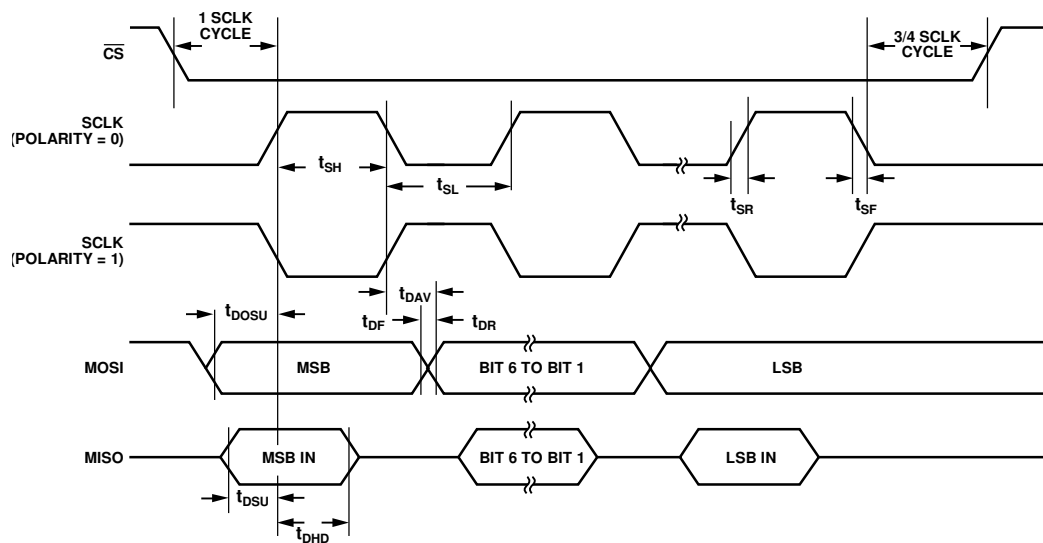 1 SCLK
CYCLE
CS
3/4 SCLK
CYCLE
SCLK
(POLARITY = 0)
tSH
tSL
tSR
tSF
SCLK
(POLARITY = 1)
tDAV
tDOSU
tDF
tDR
MOSI
MSB
BIT 6 TO BIT 1
LSB
MISO
MSB IN
BIT 6 TO BIT 1
LSB IN
tDSU
tDHD